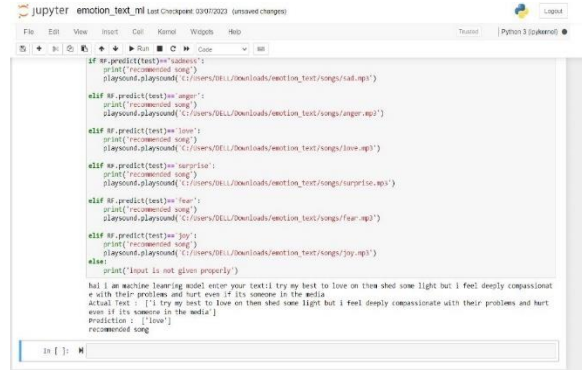 jupyter emotion_text_ml Last Checkpoint: 03/07/2023 (unsaved changes)
Logout
File Edit View Insert Cell Kernel Widgets Help
Trusted Python 3 (ipykernel)
Run Code
if RF.predict(test)=='sadness':
print('recommended song')
playsound.playsound('C:/Users/DELL/Downloads/emotion_text/songs/sad.mp3')
elif RF.predict(test)=='anger':
print('recommended song')
playsound.playsound('C:/Users/DELL/Downloads/emotion_text/songs/anger.mp3')
elif RF.predict(test)=='love':
print('recommended song')
playsound.playsound('C:/Users/DELL/Downloads/emotion_text/songs/love.mp3')
elif RF.predict(test)=='surprise':
print('recommended song')
playsound.playsound('C:/Users/DELL/Downloads/emotion_text/songs/surprise.mp3')
elif RF.predict(test)=='fear':
print('recommended song')
playsound.playsound('C:/Users/DELL/Downloads/emotion_text/songs/fear.mp3')
elif RF.predict(test)=='joy':
print('recommended song')
playsound.playsound('C:/Users/DELL/Downloads/emotion_text/songs/joy.mp3')
else:
print('input is not given properly')
hai i am machine leanring model enter your text:i try my best to love on them shed some light but i feel deeply compassionat
e with their problems and hurt even if its someone in the media
Actual Text : ['i try my best to love on them shed some light but i feel deeply compassionate with their problems and hurt
even if its someone in the media']
Prediction : ['love']
recommended song
In [ ]: